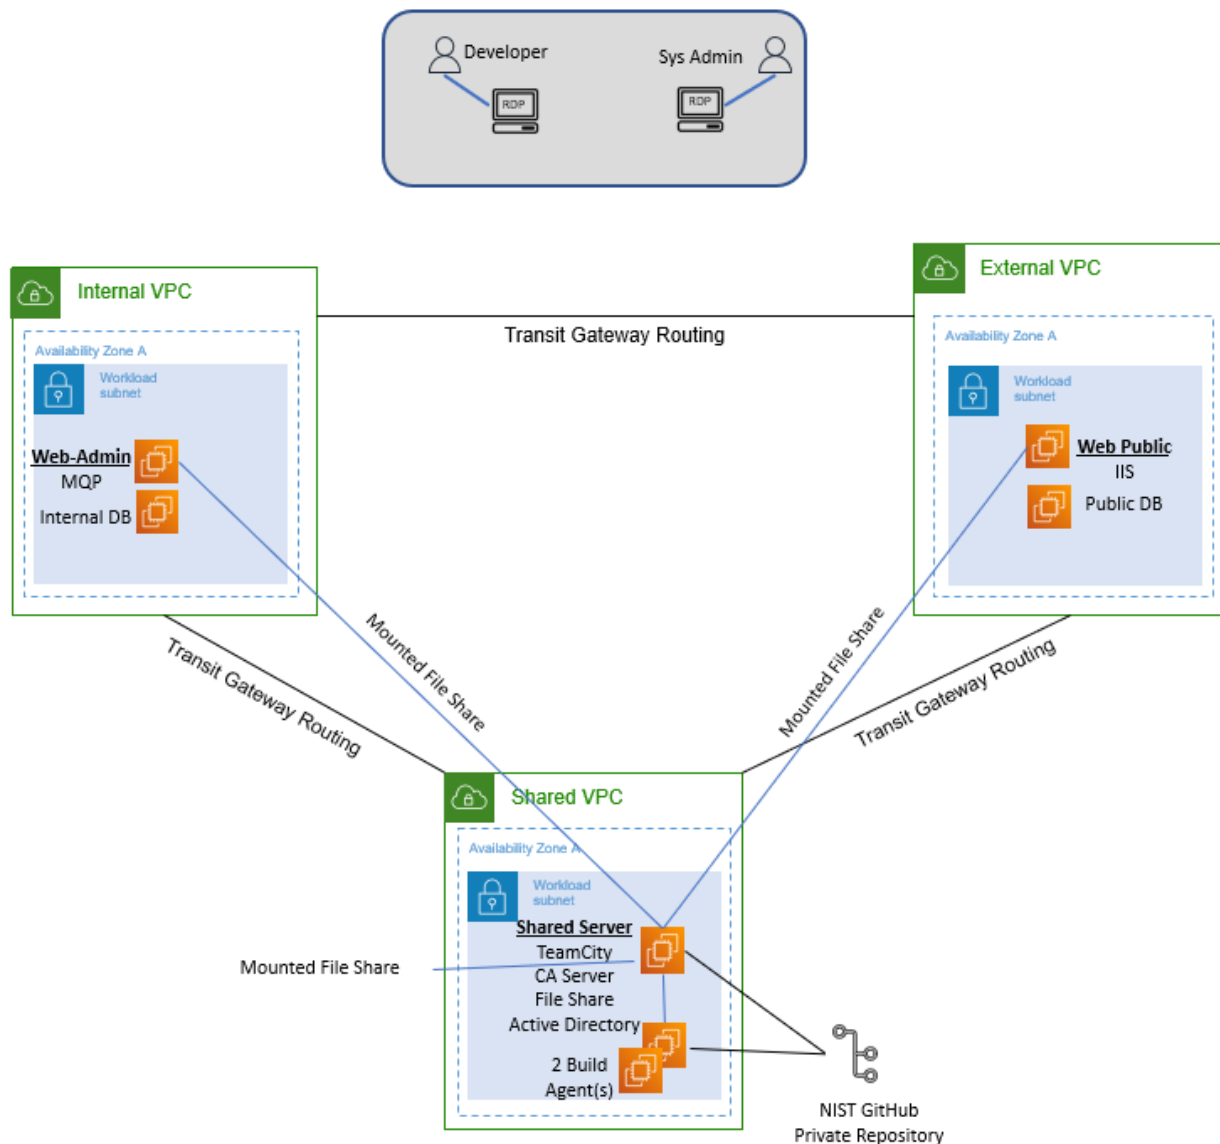 Developer
Sys Admin
RDP
RDP
Internal VPC
External VPC
Transit Gateway Routing
Availability Zone A
Workload
subnet
Web-Admin
MQP
Internal DB
Availability Zone A
Workload
subnet
Web Public
IIS
Public DB
Mounted File Share
Mounted File Share
Transit Gateway Routing
Transit Gateway Routing
Shared VPC
Availability Zone A
Workload
subnet
Shared Server
TeamCity
CA Server
File Share
Active Directory
Mounted File Share
2 Build
Agent(s)
NIST GitHub
Private Repository